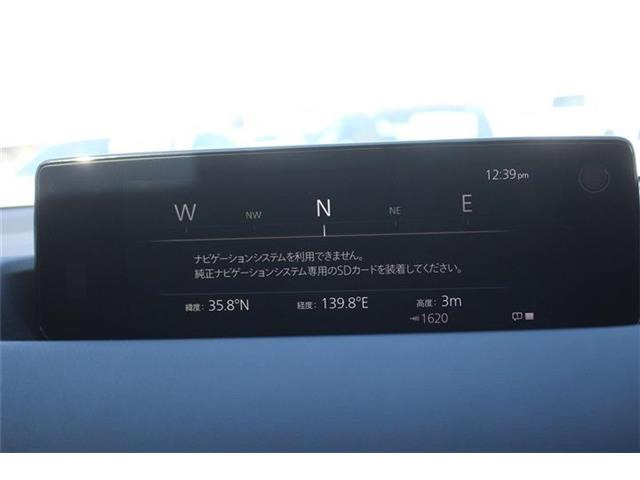 12:39pm
W NW N NE E
ナビゲーションシステムを利用できません。
純正ナビゲーションシステム専用のSDカードを装着してください。
緯度: 35.8°N 経度: 139.8°E 高度: 3m
1620